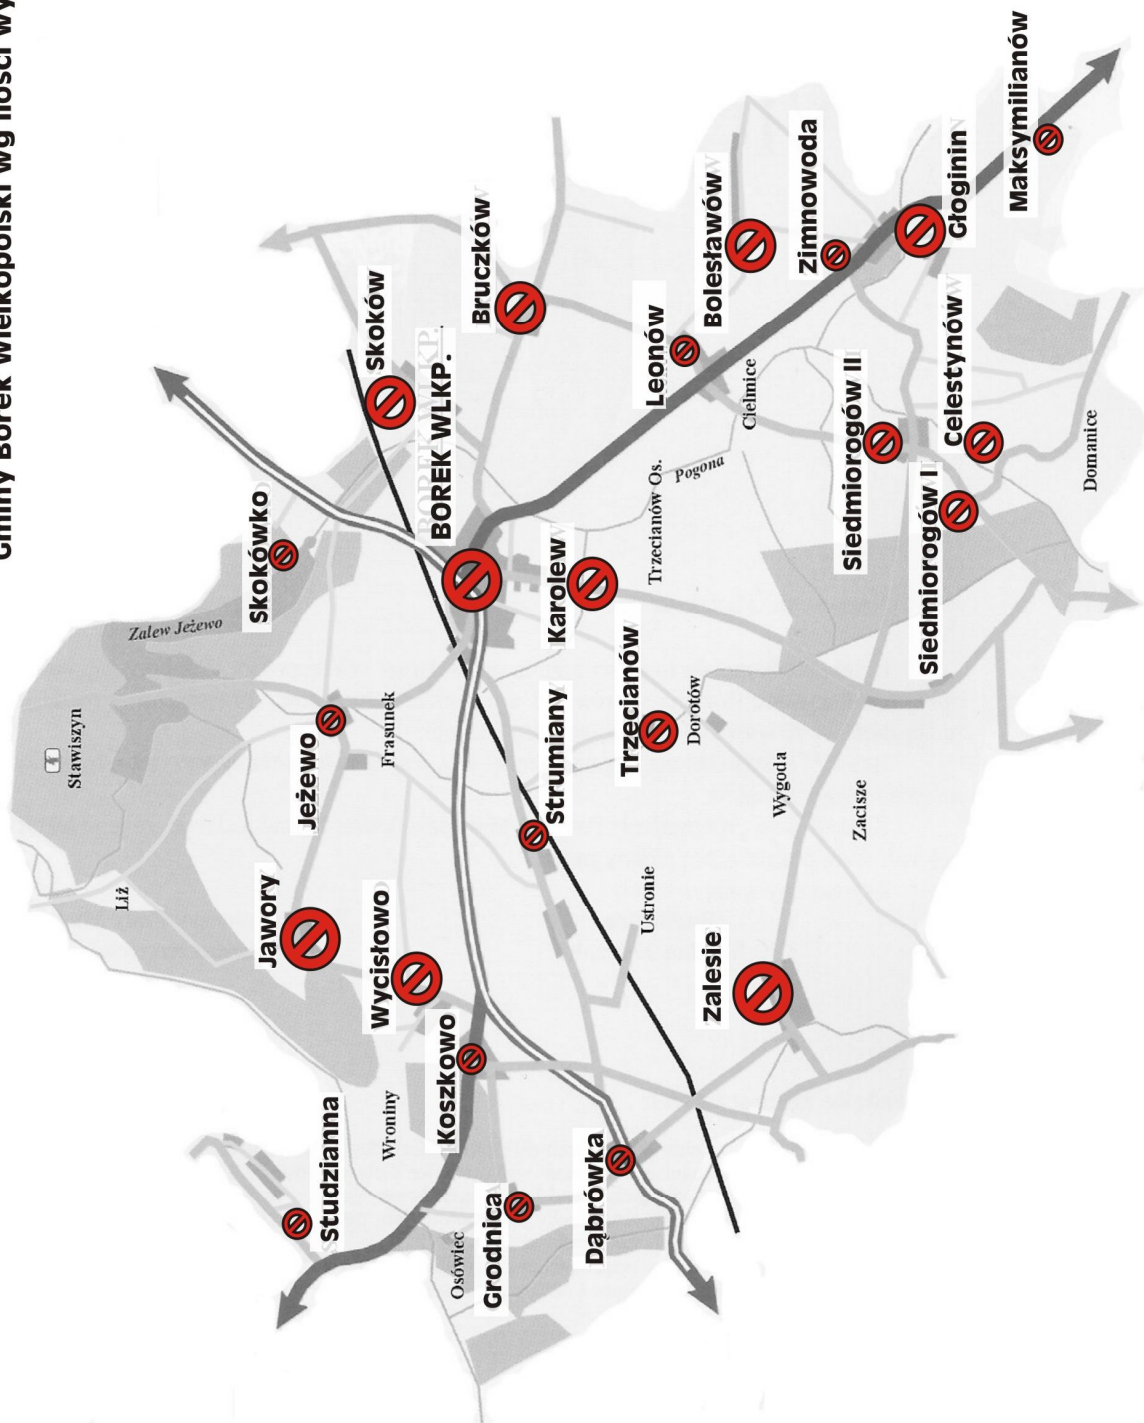 Gminy Borek Wielkopolski wg ilości
Studzianna
Grodnica
Osówiec
Dąbrówka
Wroniny
Koszkowo
Wycisłowo
Jawory
Liż
Stawiszyn
Zalew Jeżewo
Jeżewo
Frasunek
Strumiany
Ustronie
Zalesie
Zacisze
Wygoda
Dorotów
Trzecianów
Karolew
Skokówko
BOREK WLKP.
Skoków
Bruczków
Trzecianów Os.
Pogona
Leonów
Cielmice
Bolesławów
Zimnowoda
Siedmiorogów II
Siedmiorogów I
Celestynów
Domanice
Głoginin
Maksymilianów